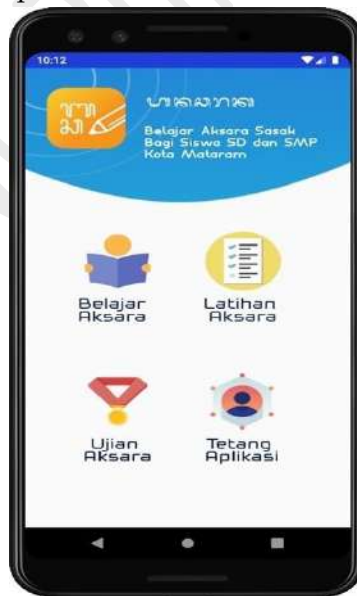 10:12
Belajar Aksara Sasak
Bagi Siswa SD dan SMP
Kota Mataram
Belajar
Aksara
Latihan
Aksara
Ujian
Aksara
Tetang
Aplikasi